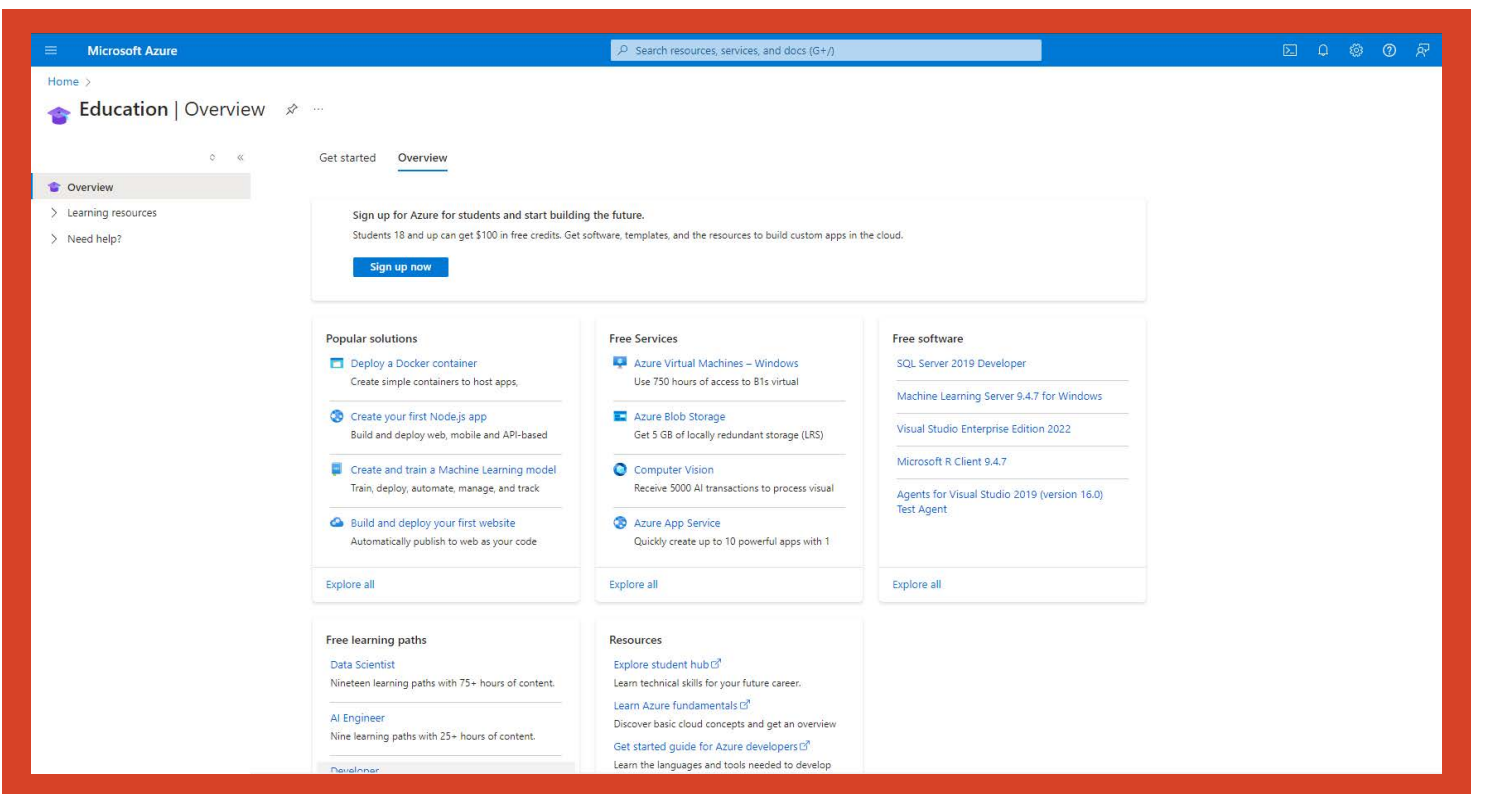 Microsoft Azure
Search resources, services, and docs (G+/)
Home >
Education | Overview
Get started Overview
Overview
Learning resources
Need help?
Sign up for Azure for students and start building the future.
Students 18 and up can get $100 in free credits. Get software, templates, and the resources to build custom apps in the cloud.
Sign up now
Popular solutions
Deploy a Docker container
Create simple containers to host apps,
Create your first Node.js app
Build and deploy web, mobile and API-based
Create and train a Machine Learning model
Train, deploy, automate, manage, and track
Build and deploy your first website
Automatically publish to web as your code
Explore all
Free Services
Azure Virtual Machines – Windows
Use 750 hours of access to B1s virtual
Azure Blob Storage
Get 5 GB of locally redundant storage (LRS)
Computer Vision
Receive 5000 AI transactions to process visual
Azure App Service
Quickly create up to 10 powerful apps with 1
Explore all
Free software
SQL Server 2019 Developer
Machine Learning Server 9.4.7 for Windows
Visual Studio Enterprise Edition 2022
Microsoft R Client 9.4.7
Agents for Visual Studio 2019 (version 16.0)
Test Agent
Explore all
Free learning paths
Data Scientist
Nineteen learning paths with 75+ hours of content.
AI Engineer
Nine learning paths with 25+ hours of content.
Developer
Resources
Explore student hub
Learn technical skills for your future career.
Learn Azure fundamentals
Discover basic cloud concepts and get an overview
Get started guide for Azure developers
Learn the languages and tools needed to develop